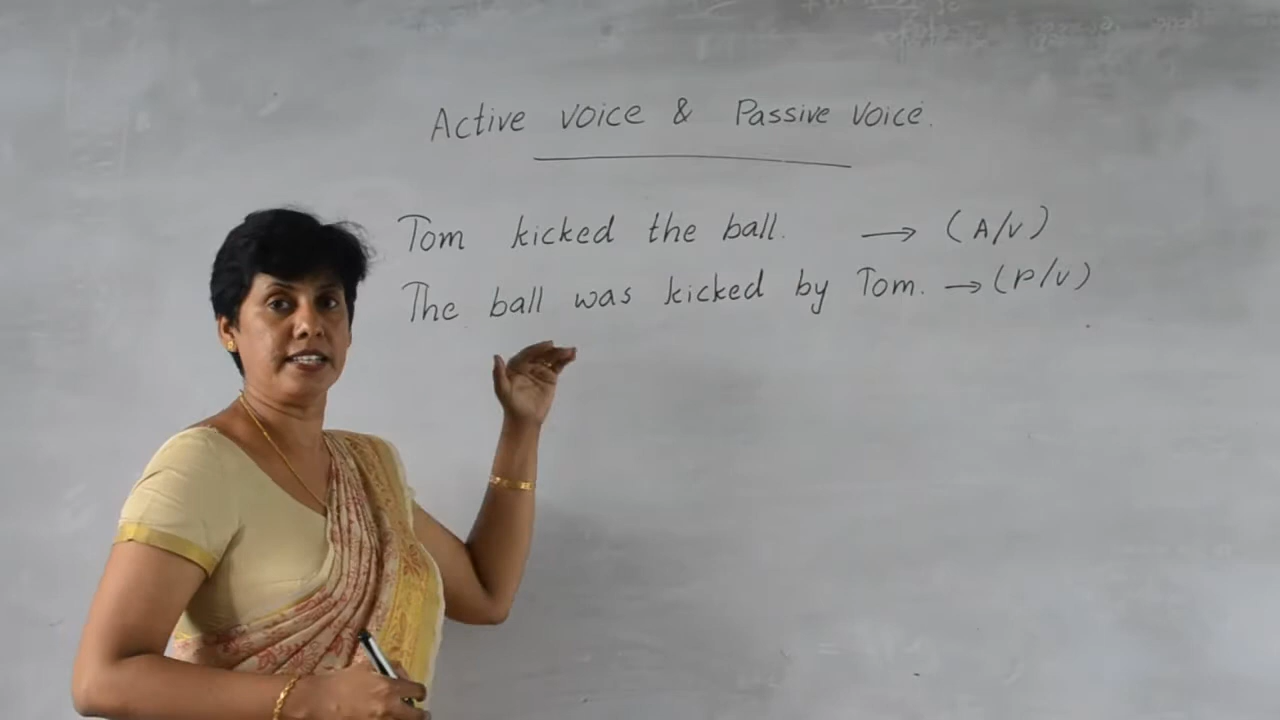 Active voice & Passive Voice.
Tom kicked the ball. → (A/V)
The ball was kicked by Tom. → (P/V)